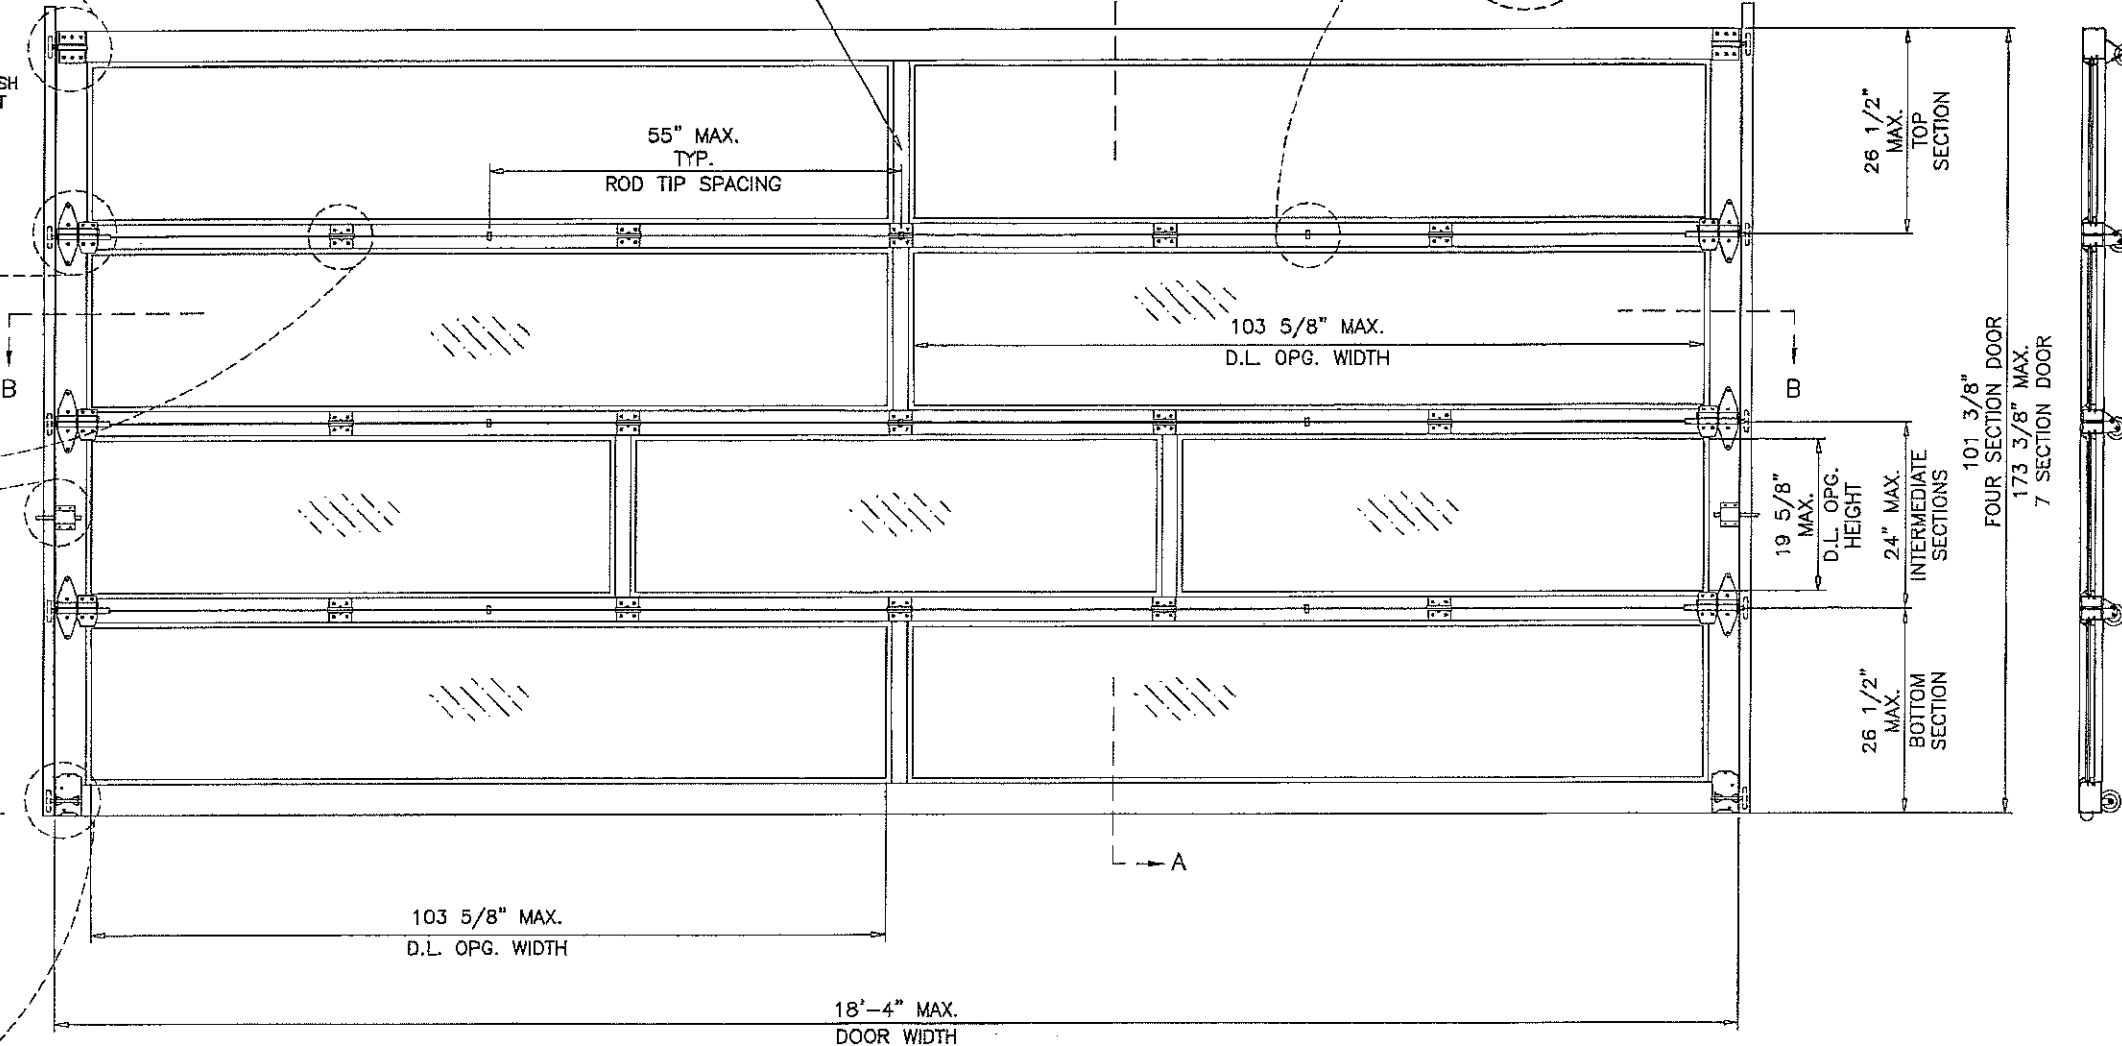 SH
T
55" MAX.
TYP.
ROD TIP SPACING
26 1/2"
MAX.
TOP
SECTION
103 5/8" MAX.
D.L. OPG. WIDTH
B
B
19 5/8"
MAX.
D.L. OPG.
HEIGHT
24" MAX.
INTERMEDIATE
SECTIONS
101 3/8"
FOUR SECTION DOOR
173 3/8" MAX.
7 SECTION DOOR
26 1/2"
MAX.
BOTTOM
SECTION
A
103 5/8" MAX.
D.L. OPG. WIDTH
18'-4" MAX.
DOOR WIDTH